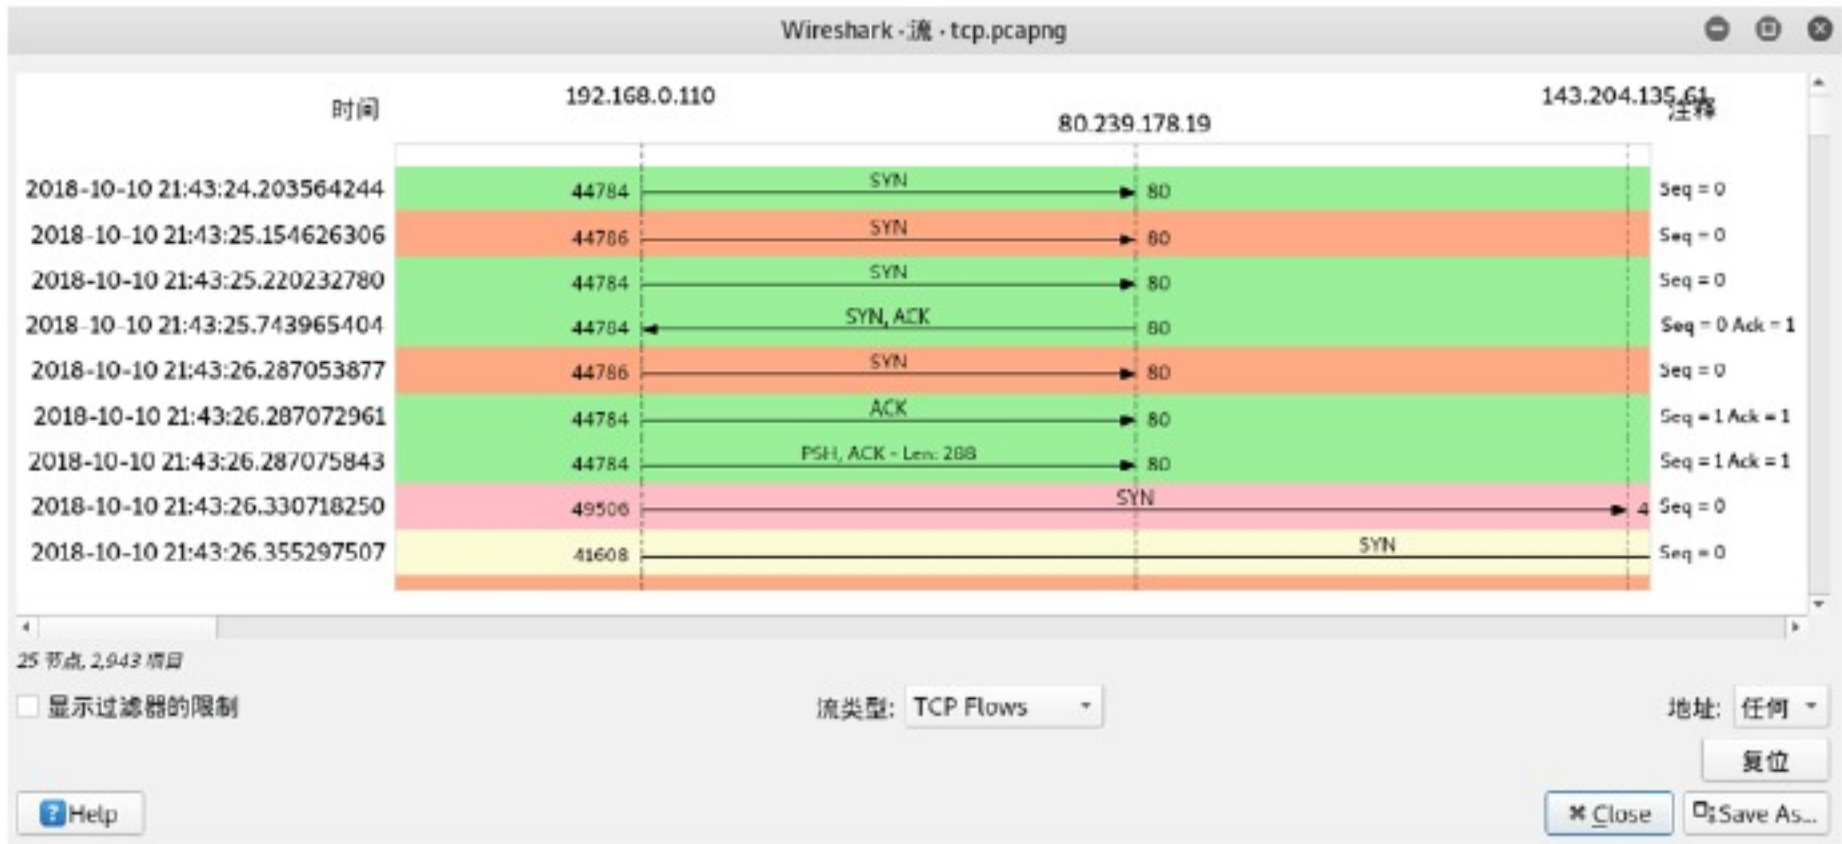 Wireshark · 流 · tcp.pcapng
时间 192.168.0.110 80.239.178.19 143.204.135.61 注释
2018-10-10 21:43:24.203564244 44784 SYN 80 Seq = 0
2018-10-10 21:43:25.154626306 44786 SYN 80 Seq = 0
2018-10-10 21:43:25.220232780 44784 SYN 80 Seq = 0
2018-10-10 21:43:25.743965404 44784 SYN, ACK 80 Seq = 0 Ack = 1
2018-10-10 21:43:26.287053877 44786 SYN 80 Seq = 0
2018-10-10 21:43:26.287072961 44784 ACK 80 Seq = 1 Ack = 1
2018-10-10 21:43:26.287075843 44784 PSH, ACK - Len: 288 80 Seq = 1 Ack = 1
2018-10-10 21:43:26.330718250 49506 SYN 4 Seq = 0
2018-10-10 21:43:26.355297507 41608 SYN Seq = 0
25 节点, 2,943 项目
显示过滤器的限制 流类型: TCP Flows 地址: 任何
复位
Help Close Save As...